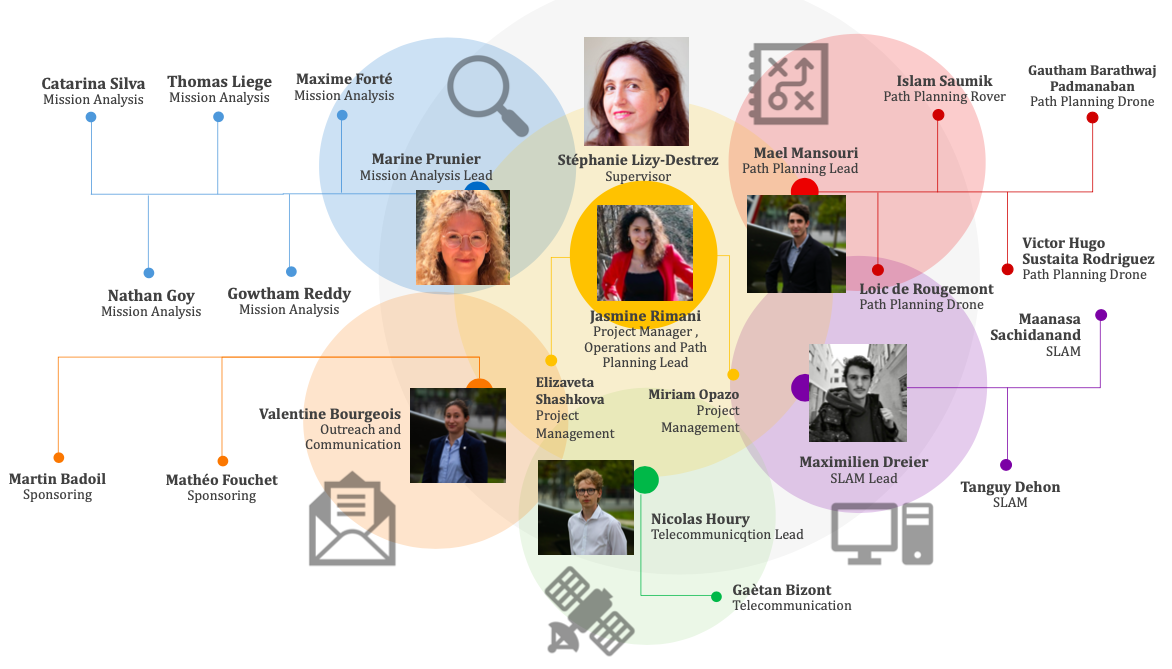 Catarina Silva
Mission Analysis
Thomas Liege
Mission Analysis
Maxime Forté
Mission Analysis
Marine Prunier
Mission Analysis Lead
Nathan Goy
Mission Analysis
Gowtham Reddy
Mission Analysis
Stéphanie Lizy-Destrez
Supervisor
Jasmine Rimani
Project Manager ,
Operations and Path
Planning Lead
Elizaveta
Shashkova
Project
Management
Miriam Opazo
Project
Management
Mael Mansouri
Path Planning Lead
Islam Saumik
Path Planning Rover
Gautham Barathwaj
Padmanaban
Path Planning Drone
Victor Hugo
Sustaita Rodriguez
Path Planning Drone
Loic de Rougemont
Path Planning Drone
Maanasa
Sachidanand
SLAM
Maximilien Dreier
SLAM Lead
Tanguy Dehon
SLAM
Valentine Bourgeois
Outreach and
Communication
Martin Badoil
Sponsoring
Mathéo Fouchet
Sponsoring
Nicolas Houry
Telecommunicqtion Lead
Gaètan Bizont
Telecommunication